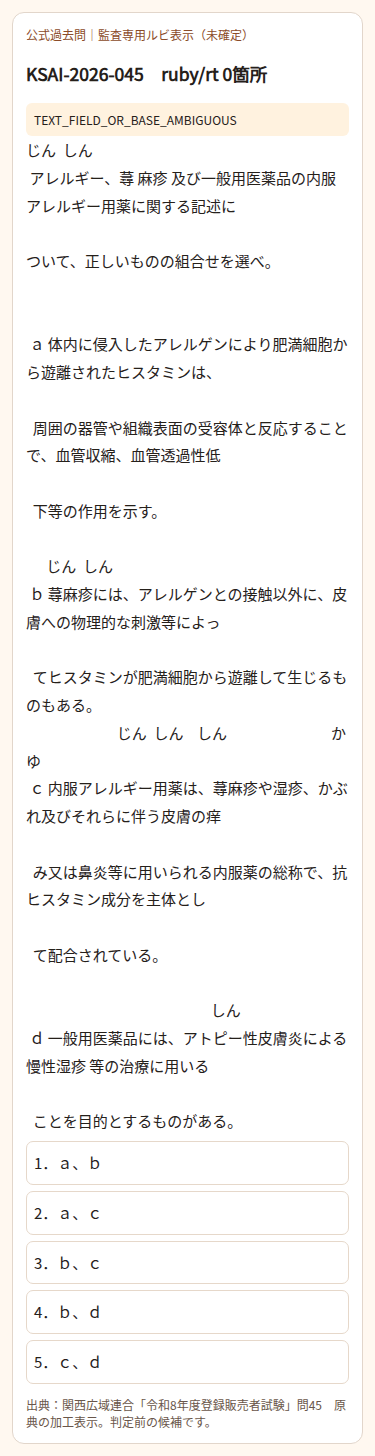 公式過去問｜監査専用ルビ表示（未確定）
KSAI-2026-045　ruby/rt 0箇所
TEXT_FIELD_OR_BASE_AMBIGUOUS
じん しん
アレルギー、蕁 麻疹 及び一般用医薬品の内服
アレルギー用薬に関する記述に
ついて、正しいものの組合せを選べ。
ａ 体内に侵入したアレルゲンにより肥満細胞か
ら遊離されたヒスタミンは、
周囲の器管や組織表面の受容体と反応すること
で、血管収縮、血管透過性低
下等の作用を示す。
じん しん
ｂ 蕁麻疹には、アレルゲンとの接触以外に、皮
膚への物理的な刺激等によっ
てヒスタミンが肥満細胞から遊離して生じるも
のもある。
じん しん　しん　　　　　　　か
ゆ
ｃ 内服アレルギー用薬は、蕁麻疹や湿疹、かぶ
れ及びそれらに伴う皮膚の痒
み又は鼻炎等に用いられる内服薬の総称で、抗
ヒスタミン成分を主体とし
て配合されている。
しん
ｄ 一般用医薬品には、アトピー性皮膚炎による
慢性湿疹 等の治療に用いる
ことを目的とするものがある。
1．ａ、ｂ
2．ａ、ｃ
3．ｂ、ｃ
4．ｂ、ｄ
5．ｃ、ｄ
出典：関西広域連合「令和8年度登録販売者試験」問45　原
典の加工表示。判定前の候補です。